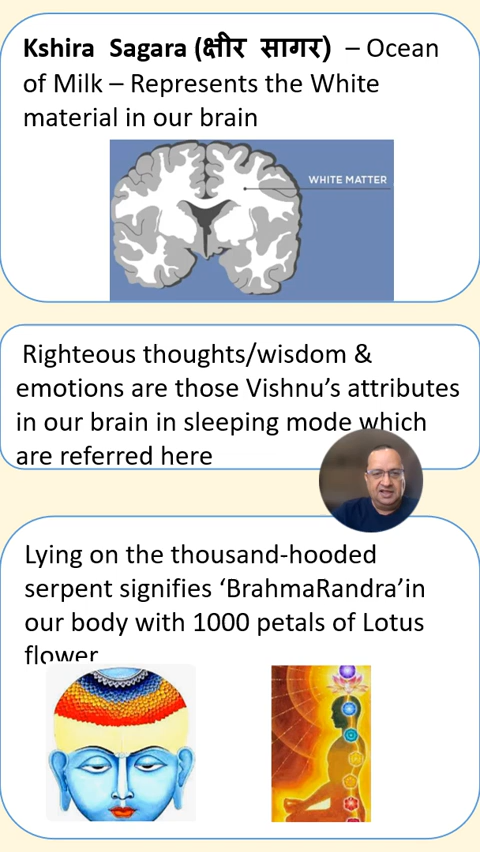 Kshira Sagara (क्षीर सागर) – Ocean
of Milk – Represents the White
material in our brain
WHITE MATTER
Righteous thoughts/wisdom &
emotions are those Vishnu’s attributes
in our brain in sleeping mode which
are referred here
Lying on the thousand-hooded
serpent signifies ‘BrahmaRandra’in
our body with 1000 petals of Lotus
flower